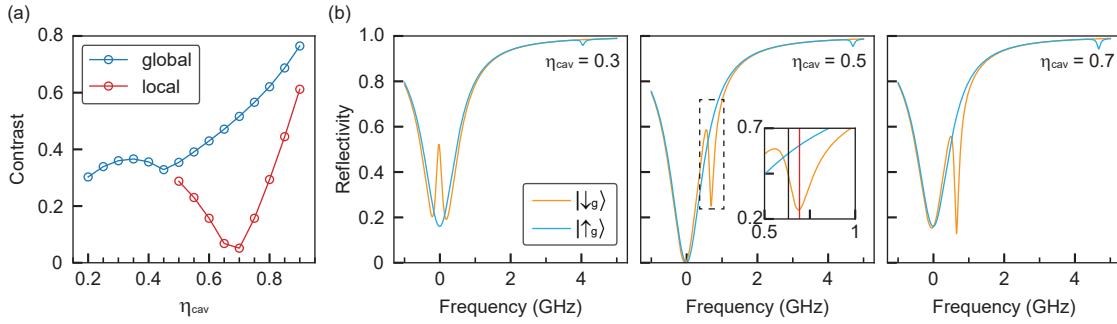 (a)
0.8
0.6
0.4
0.2
0
Contrast
global
local
0.2
0.4
0.6
0.8
ηcav
(b)
1.0
0.8
0.6
0.4
0.2
0
Reflectivity
ηcav = 0.3
|↓g⟩
|↑g⟩
0
2
4
Frequency (GHz)
ηcav = 0.5
0.7
0.2
0.5
1
0
2
4
Frequency (GHz)
ηcav = 0.7
0
2
4
Frequency (GHz)